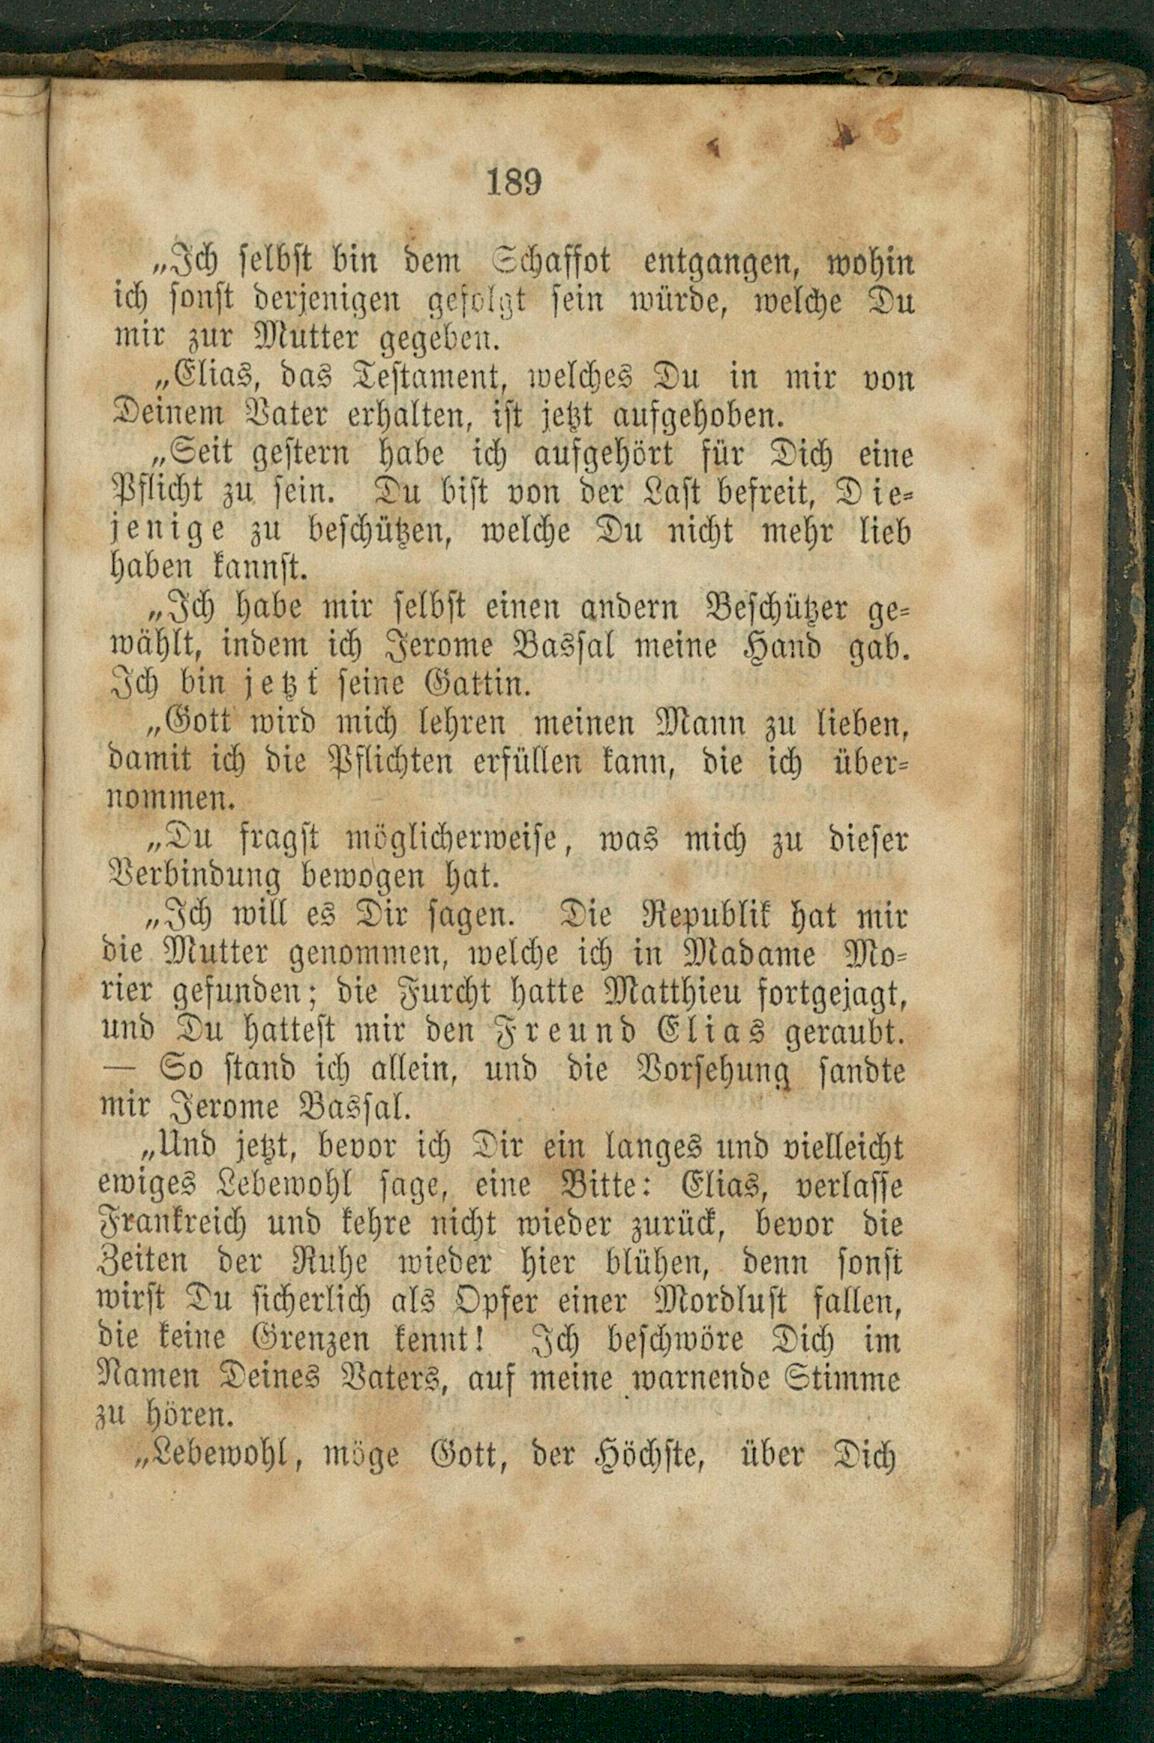 189
„Ich selbst bin dem Schaffot entgangen, wohin
ich sonst derjenigen gefolgt sein würde, welche Du
mir zur Mutter gegeben.
„Elias, das Testament, welches Du in mir von
Deinem Vater erhalten, ist jetzt aufgehoben.
„Seit gestern habe ich aufgehört für Dich eine
Pflicht zu sein. Du bist von der Last befreit, Die-
jenige zu beschützen, welche Du nicht mehr lieb
haben kannst.
„Ich habe mir selbst einen andern Beschützer ge-
wählt, indem ich Jerome Bassal meine Hand gab.
Ich bin jetzt seine Gattin.
„Gott wird mich lehren meinen Mann zu lieben,
damit ich die Pflichten erfüllen kann, die ich über-
nommen.
„Du fragst möglicherweise, was mich zu dieser
Verbindung bewogen hat.
„Ich will es Dir sagen. Die Republik hat mir
die Mutter genommen, welche ich in Madame Mo-
rier gefunden; die Furcht hatte Matthieu fortgejagt,
und Du hattest mir den Freund Elias geraubt.
— So stand ich allein, und die Vorsehung sandte
mir Jerome Bassal.
„Und jetzt, bevor ich Dir ein langes und vielleicht
ewiges Lebewohl sage, eine Bitte: Elias, verlasse
Frankreich und kehre nicht wieder zurück, bevor die
Zeiten der Ruhe wieder hier blühen, denn sonst
wirst Du sicherlich als Opfer einer Mordlust fallen,
die keine Grenzen kennt! Ich beschwöre Dich im
Namen Deines Vaters, auf meine warnende Stimme
zu hören.
„Lebewohl, möge Gott, der Höchste, über Dich